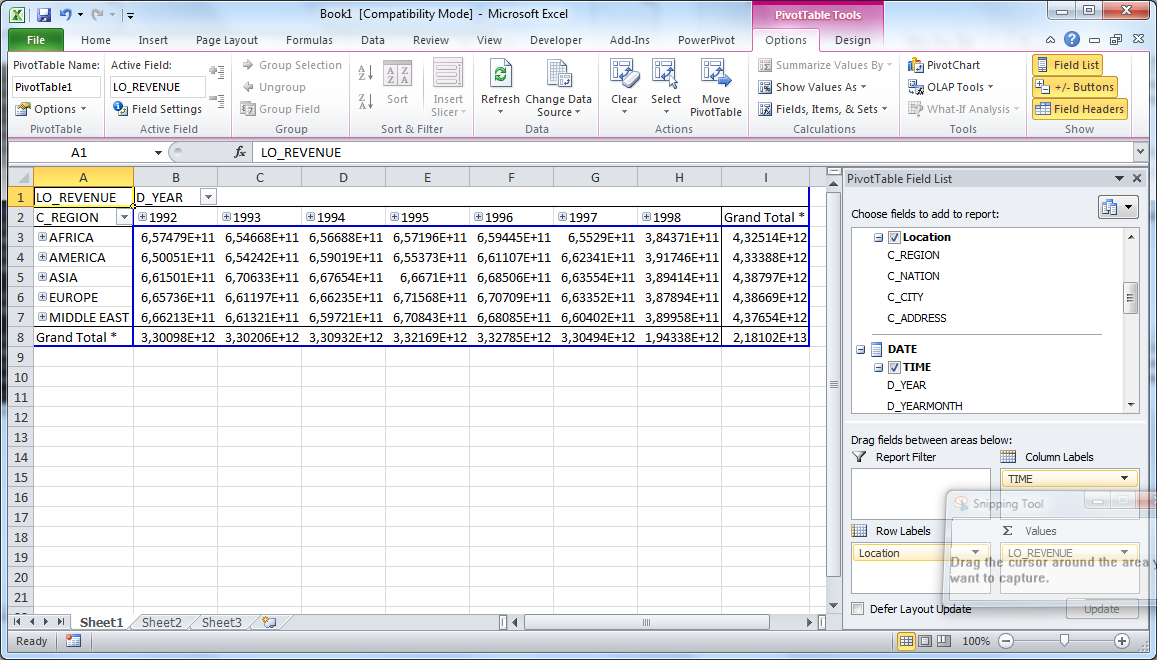 Book1 [Compatibility Mode] - Microsoft Excel
PivotTable Tools
File Home Insert Page Layout Formulas Data Review View Developer Add-Ins PowerPivot Options Design
PivotTable Name:
PivotTable1
Options
PivotTable
Active Field:
LO_REVENUE
Field Settings
Active Field
Group Selection
Ungroup
Group Field
Group
Sort
Insert Slicer
Sort & Filter
Refresh
Change Data Source
Data
Clear
Select
Move PivotTable
Actions
Summarize Values By
Show Values As
Fields, Items, & Sets
Calculations
PivotChart
OLAP Tools
What-If Analysis
Tools
Field List
+/- Buttons
Field Headers
Show
A1 fx LO_REVENUE
A B C D E F G H I
1 LO_REVENUE D_YEAR
2 C_REGION 1992 1993 1994 1995 1996 1997 1998 Grand Total *
3 AFRICA 6,57479E+11 6,54668E+11 6,56688E+11 6,57196E+11 6,59445E+11 6,5529E+11 3,84371E+11 4,32514E+12
4 AMERICA 6,50051E+11 6,54242E+11 6,59019E+11 6,55373E+11 6,61107E+11 6,62341E+11 3,91746E+11 4,33388E+12
5 ASIA 6,61501E+11 6,70633E+11 6,67654E+11 6,6671E+11 6,68506E+11 6,63554E+11 3,89414E+11 4,38797E+12
6 EUROPE 6,65736E+11 6,61197E+11 6,66235E+11 6,71568E+11 6,70709E+11 6,63352E+11 3,87894E+11 4,38669E+12
7 MIDDLE EAST 6,66213E+11 6,61321E+11 6,59721E+11 6,70843E+11 6,68085E+11 6,60402E+11 3,89958E+11 4,37654E+12
8 Grand Total * 3,30098E+12 3,30206E+12 3,30932E+12 3,32169E+12 3,32785E+12 3,30494E+12 1,94338E+12 2,18102E+13
9
10
11
12
13
14
15
16
17
18
19
20
21
PivotTable Field List
Choose fields to add to report:
Location
C_REGION
C_NATION
C_CITY
C_ADDRESS
DATE
TIME
D_YEAR
D_YEARMONTH
Drag fields between areas below:
Report Filter
Column Labels
TIME
Snipping Tool
Row Labels
Σ Values
Location
LO_REVENUE
Drag the cursor around the area y
want to capture.
Defer Layout Update
Update
Sheet1 Sheet2 Sheet3
Ready
100%